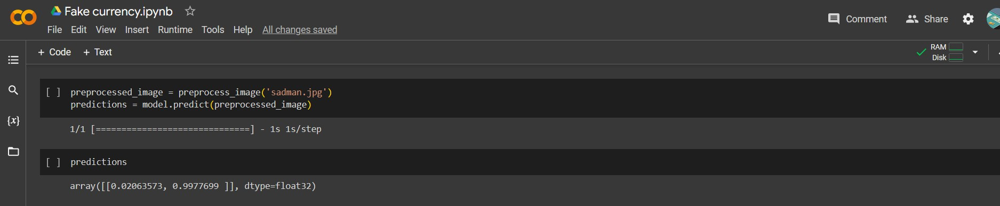 Fake currency.ipynb
Comment
Share
File Edit View Insert Runtime Tools Help All changes saved
+ Code + Text
RAM
Disk
[ ] preprocessed_image = preprocess_image('sadman.jpg')
predictions = model.predict(preprocessed_image)
{x}
1/1 [==============================] - 1s 1s/step
[ ] predictions
array([[0.02063573, 0.9977699 ]], dtype=float32)